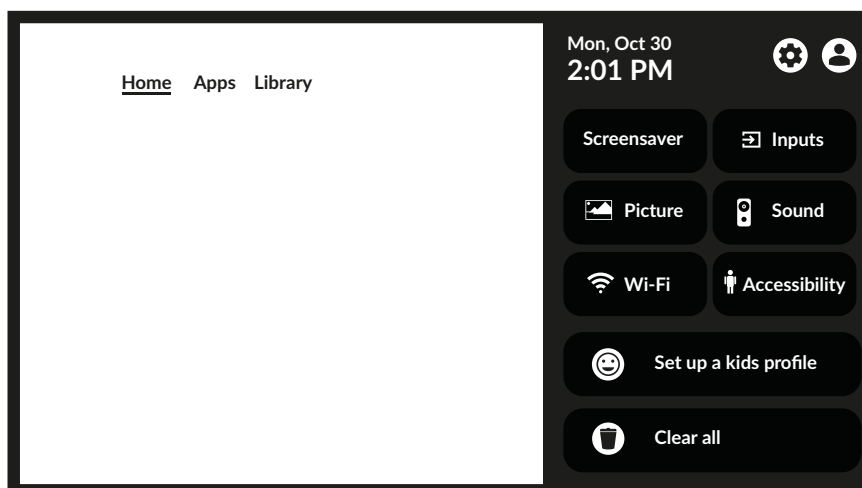 Home Apps Library
Mon, Oct 30
2:01 PM
Screensaver
Inputs
Picture
Sound
Wi-Fi
Accessibility
Set up a kids profile
Clear all